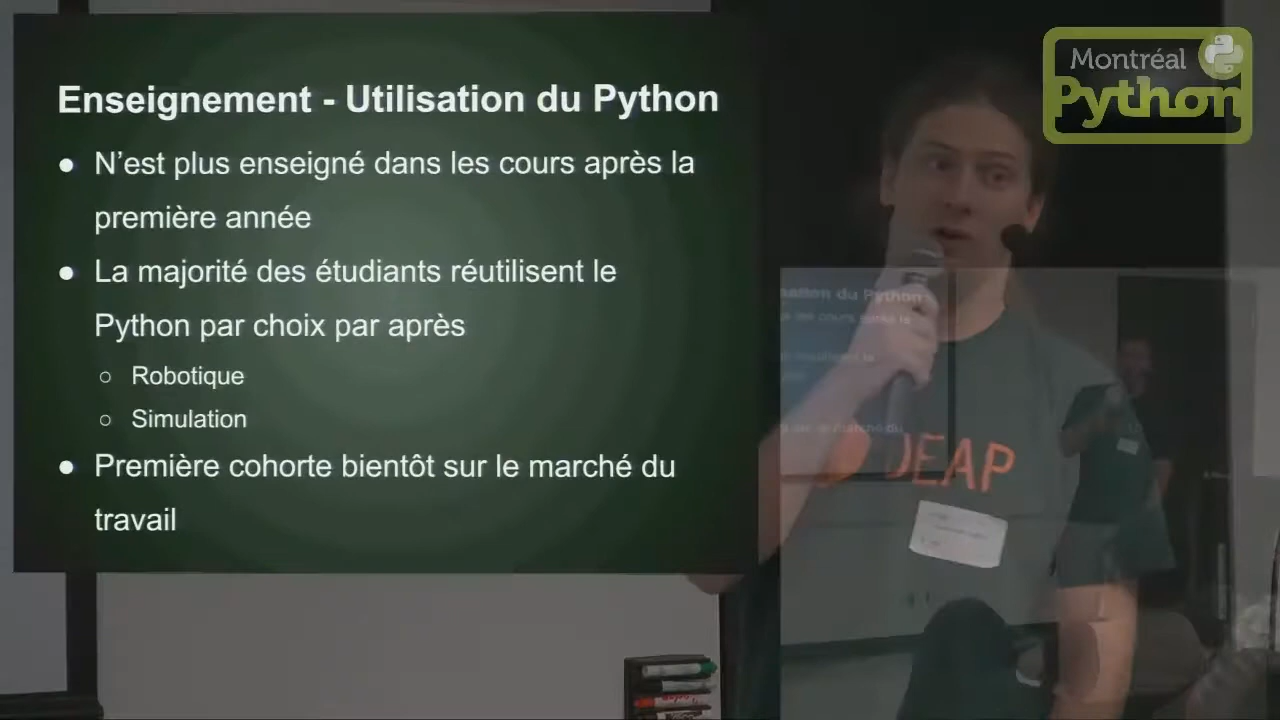 Enseignement - Utilisation du Python
● N’est plus enseigné dans les cours après la
première année
● La majorité des étudiants réutilisent le
Python par choix par après
○ Robotique
○ Simulation
● Première cohorte bientôt sur le marché du
travail
Montréal
Python
DEAP